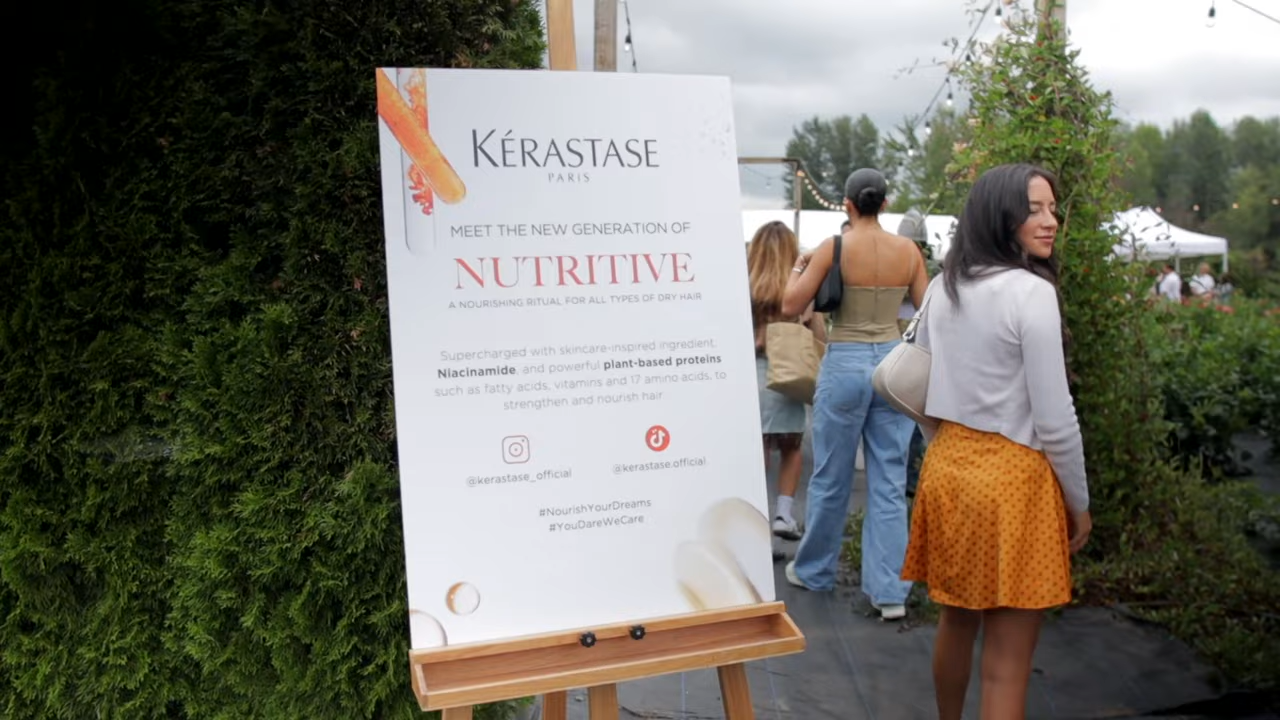 KÉRASTASE
PARIS
MEET THE NEW GENERATION OF
NUTRITIVE
A NOURISHING RITUAL FOR ALL TYPES OF DRY HAIR
Supercharged with skincare-inspired ingredient,
Niacinamide, and powerful plant-based proteins
such as fatty acids, vitamins and 17 amino acids, to
strengthen and nourish hair
@kerastase_official
@kerastase.official
#NourishYourDreams
#YouDareWeCare